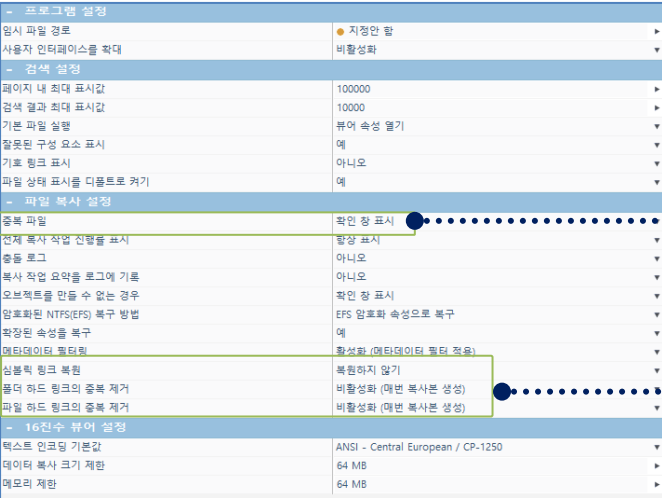 - 프로그램 설정
임시 파일 경로 지정안 함
사용자 인터페이스를 확대 비활성화
- 검색 설정
페이지 내 최대 표시값 100000
검색 결과 최대 표시값 10000
기본 파일 실행 뷰어 속성 열기
잘못된 구성 요소 표시 예
기호 링크 표시 아니오
파일 상태 표시를 디폴트로 켜기 예
- 파일 복사 설정
중복 파일 확인 창 표시
전체 복사 작업 진행률 표시 항상 표시
충돌 로그 아니오
복사 작업 요약을 로그에 기록 아니오
오브젝트를 만들 수 없는 경우 확인 창 표시
암호화된 NTFS(EFS) 복구 방법 EFS 암호화 속성으로 복구
확장된 속성을 복구 예
메타데이터 필터링 활성화 (메타데이터 필터 적용)
심볼릭 링크 복원 복원하지 않기
폴더 하드 링크의 중복 제거 비활성화 (매번 복사본 생성)
파일 하드 링크의 중복 제거 비활성화 (매번 복사본 생성)
- 16진수 뷰어 설정
텍스트 인코딩 기본값 ANSI - Central European / CP-1250
데이터 복사 크기 제한 64 MB
메모리 제한 64 MB